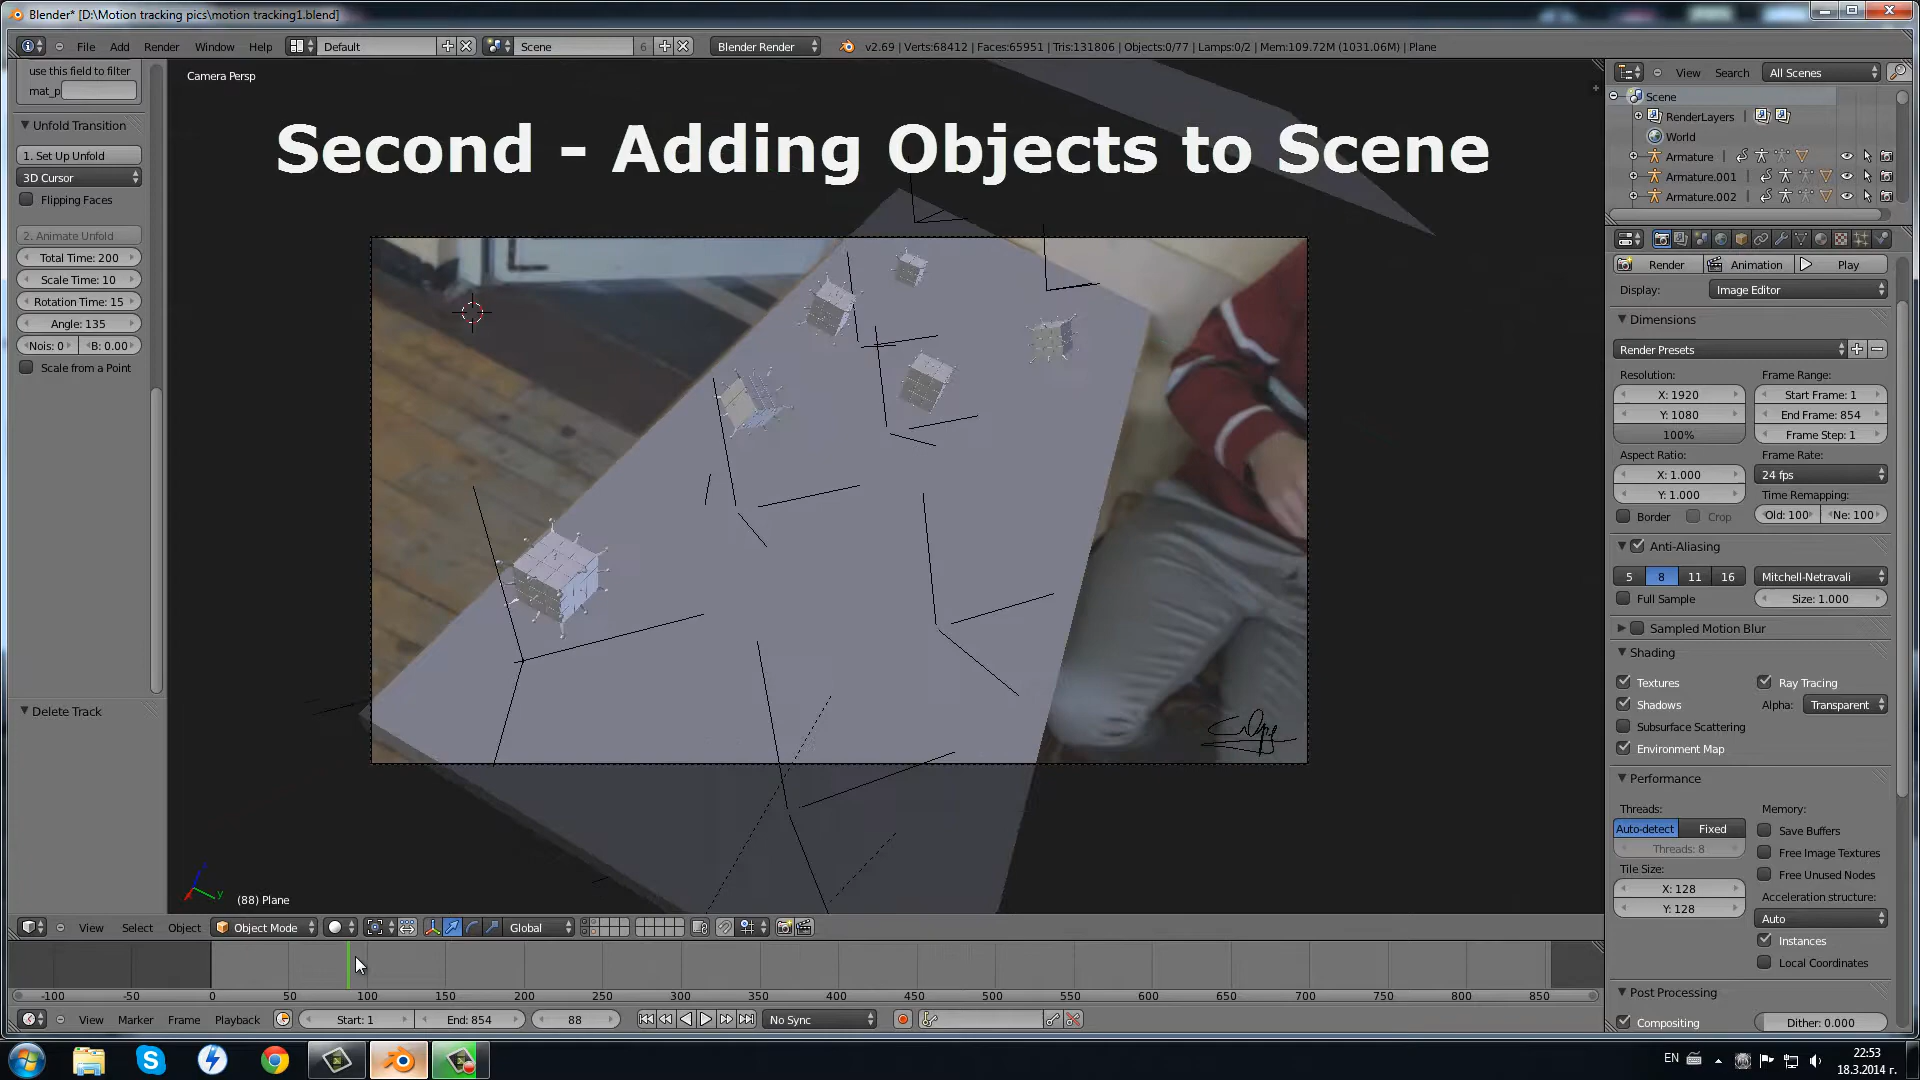 Blender* [D:\Motion tracking pics\motion tracking1.blend]
File Add Render Window Help Default Scene 6 Blender Render v2.69 | Verts:68412 | Faces:65951 | Tris:131806 | Objects:0/77 | Lamps:0/2 | Mem:109.72M (1031.06M) | Plane
use this field to filter
mat_p
Unfold Transition
1. Set Up Unfold
3D Cursor
Flipping Faces
2. Animate Unfold
Total Time: 200
Scale Time: 10
Rotation Time: 15
Angle: 135
Nois: 0 B: 0.00
Scale from a Point
Delete Track
Camera Persp
Second - Adding Objects to Scene
(88) Plane
View Select Object Object Mode Global
-100 -50 0 50 100 150 200 250 300 350 400 450 500 550 600 650 700 750 800 850
View Marker Frame Playback Start: 1 End: 854 88 No Sync
View Search All Scenes
Scene
RenderLayers
World
Armature
Armature.001
Armature.002
Render Animation Play
Display: Image Editor
Dimensions
Render Presets
Resolution: Frame Range:
X: 1920 Start Frame: 1
Y: 1080 End Frame: 854
100% Frame Step: 1
Aspect Ratio: Frame Rate:
X: 1.000 24 fps
Y: 1.000 Time Remapping:
Border Crop Old: 100 Ne: 100
Anti-Aliasing
5 8 11 16 Mitchell-Netravali
Full Sample Size: 1.000
Sampled Motion Blur
Shading
Textures Ray Tracing
Shadows Alpha: Transparent
Subsurface Scattering
Environment Map
Performance
Threads: Memory:
Auto-detect Fixed Save Buffers
Threads: 8 Free Image Textures
Tile Size: Free Unused Nodes
X: 128 Acceleration structure:
Y: 128 Auto
Instances
Local Coordinates
Post Processing
Compositing Dither: 0.000
EN 22:53
18.3.2014 г.